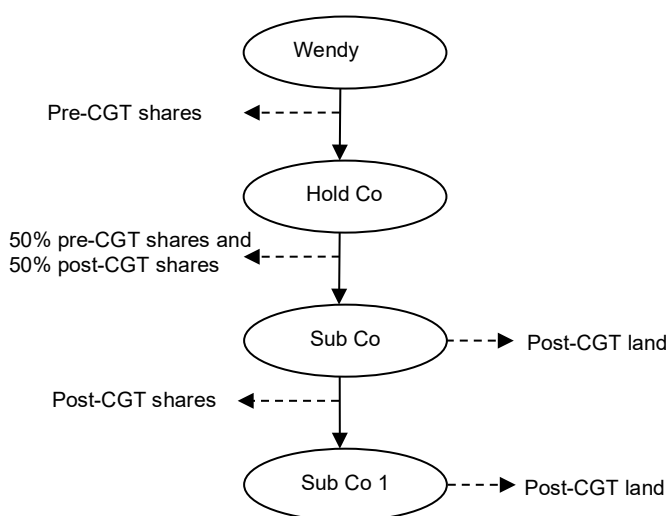 Wendy
Pre-CGT shares
Hold Co
50% pre-CGT shares and
50% post-CGT shares
Sub Co
Post-CGT land
Post-CGT shares
Sub Co 1
Post-CGT land